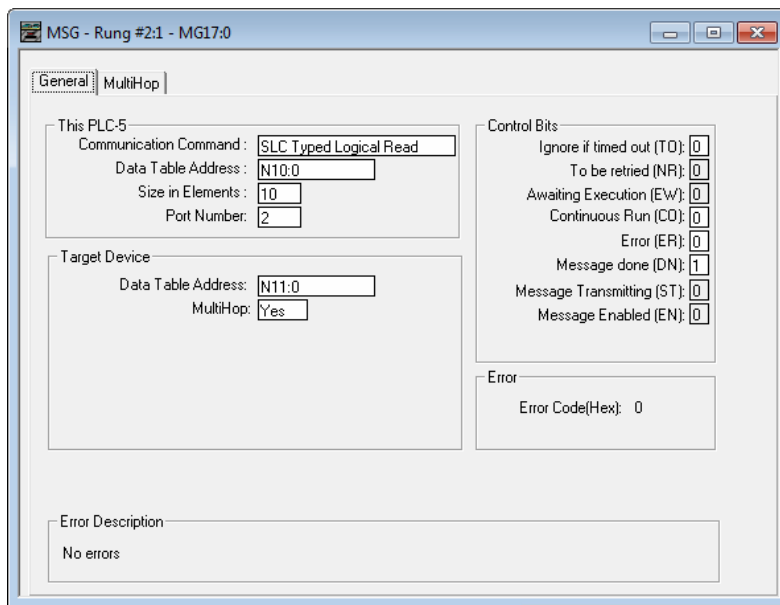 MSG - Rung #2:1 - MG17:0
General MultiHop
This PLC-5
Communication Command : SLC Typed Logical Read
Data Table Address : N10:0
Size in Elements : 10
Port Number: 2
Target Device
Data Table Address: N11:0
MultiHop: Yes
Control Bits
Ignore if timed out (TO): 0
To be retried (NR): 0
Awaiting Execution (EW): 0
Continuous Run (CO): 0
Error (ER): 0
Message done (DN): 1
Message Transmitting (ST): 0
Message Enabled (EN): 0
Error
Error Code(Hex): 0
Error Description
No errors